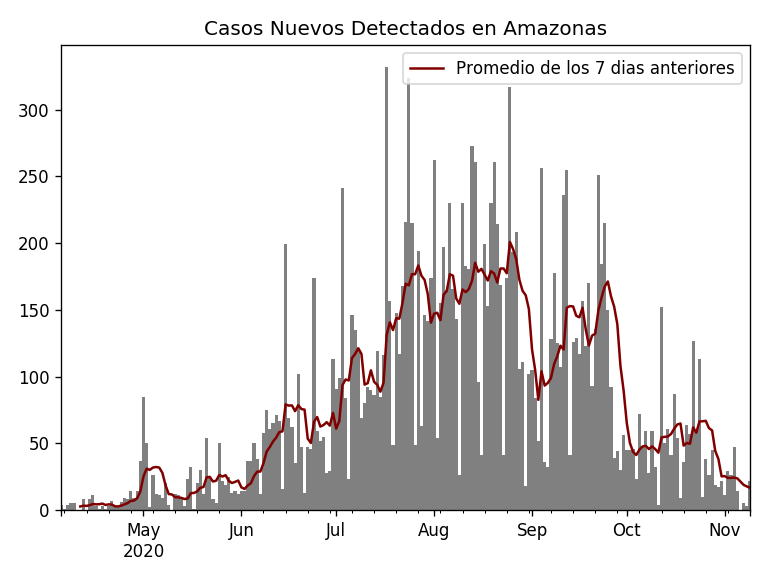 Casos Nuevos Detectados en Amazonas
Promedio de los 7 dias anteriores
300
250
200
150
100
50
0
May Jun Jul Aug Sep Oct Nov
2020